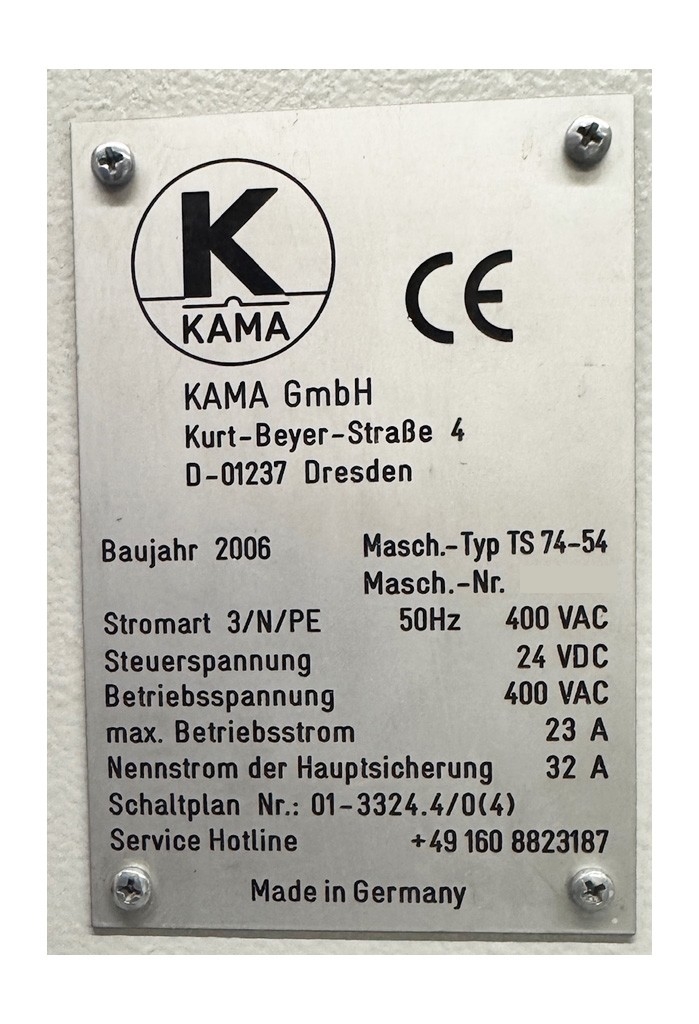 K
KAMA
CE
KAMA GmbH
Kurt-Beyer-Straße 4
D-01237 Dresden
Baujahr 2006 Masch.-Typ TS 74-54
Masch.-Nr.
Stromart 3/N/PE 50Hz 400 VAC
Steuerspannung 24 VDC
Betriebsspannung 400 VAC
max. Betriebsstrom 23 A
Nennstrom der Hauptsicherung 32 A
Schaltplan Nr.: 01-3324.4/0(4)
Service Hotline +49 160 8823187
Made in Germany